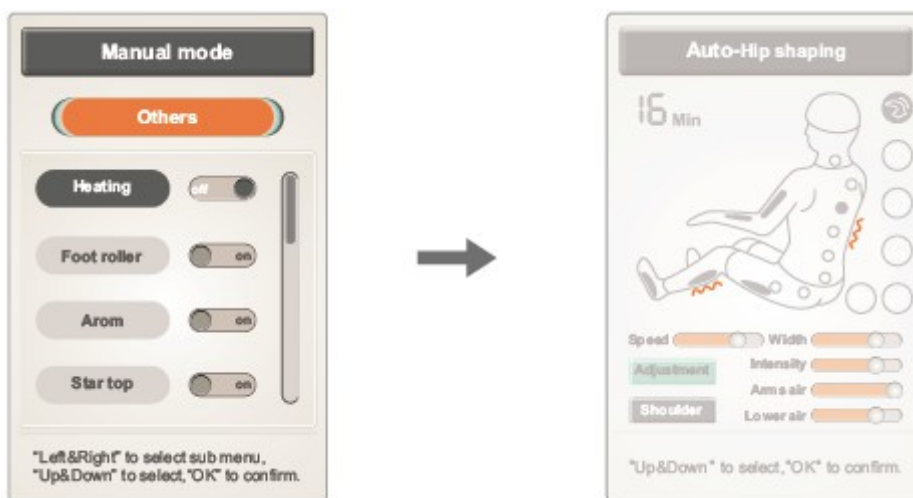 Manual mode
Others
Heating off
Foot roller on
Arom on
Star top on
"Left&Right" to select sub menu,
"Up&Down" to select,"OK" to confirm.
Auto-Hip shaping
16 Min
Speed Width
Adjustment Intensity
Arms air
Shoulder Lower air
"Up&Down" to select,"OK" to confirm.